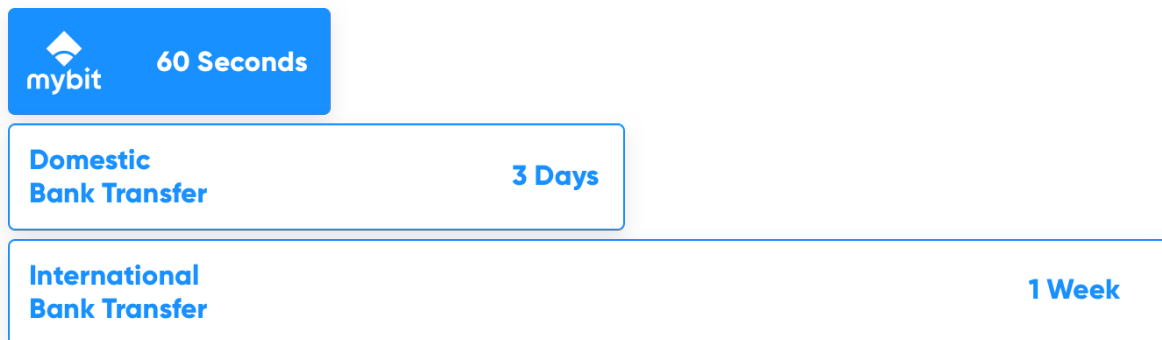 mybit
60 Seconds
Domestic
Bank Transfer
3 Days
International
Bank Transfer
1 Week